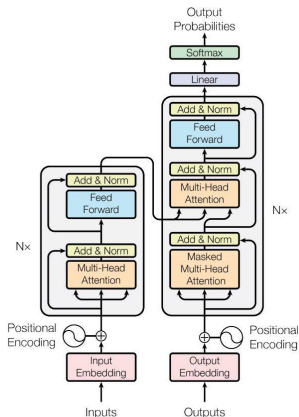 Output
Probabilities
Softmax
Linear
Add & Norm
Feed
Forward
Add & Norm
Multi-Head
Attention
Add & Norm
Masked
Multi-Head
Attention
N×
Positional
Encoding
Output
Embedding
Outputs
Add & Norm
Feed
Forward
Add & Norm
Multi-Head
Attention
N×
Positional
Encoding
Input
Embedding
Inputs